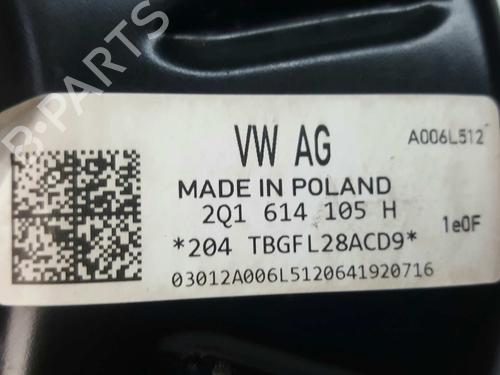 B-PARTS
VW AG
A006L512
MADE IN POLAND
2Q1 614 105 H
1e0F
*204 TBGFL28ACD9*
03012A006L5120641920716